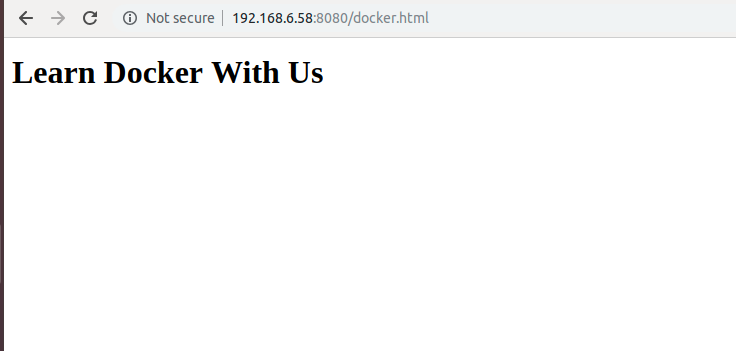 Not secure 192.168.6.58:8080/docker.html
Learn Docker With Us